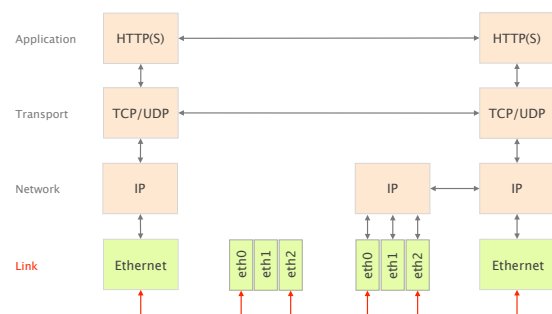 Application
HTTP(S)
HTTP(S)
Transport
TCP/UDP
TCP/UDP
Network
IP
IP
IP
Link
Ethernet
eth0
eth1
eth2
eth0
eth1
eth2
Ethernet